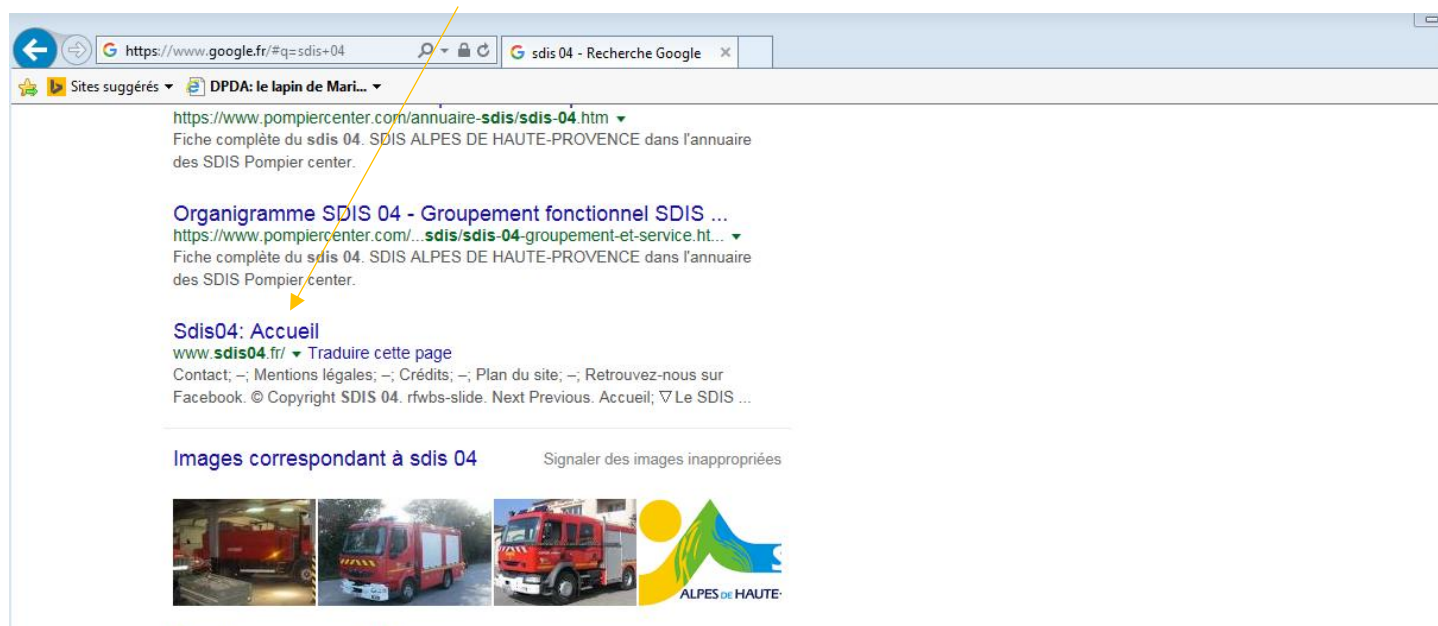 https://www.google.fr/#q=sdis+04
sdis 04 - Recherche Google
Sites suggérés
DPDA: le lapin de Mari...
https://www.pompiercenter.com/annuaire-sdis/sdis-04.htm
Fiche complète du sdis 04. SDIS ALPES DE HAUTE-PROVENCE dans l'annuaire
des SDIS Pompier center.
Organigramme SDIS 04 - Groupement fonctionnel SDIS ...
https://www.pompiercenter.com/...sdis/sdis-04-groupement-et-service.ht...
Fiche complète du sdis 04. SDIS ALPES DE HAUTE-PROVENCE dans l'annuaire
des SDIS Pompier center.
Sdis04: Accueil
www.sdis04.fr/ Traduire cette page
Contact; –; Mentions légales; –; Crédits; –; Plan du site; –; Retrouvez-nous sur
Facebook. © Copyright SDIS 04. rfwbs-slide. Next Previous. Accueil; ▽ Le SDIS ...
Images correspondant à sdis 04
Signaler des images inappropriées
ALPES DE HAUTE-